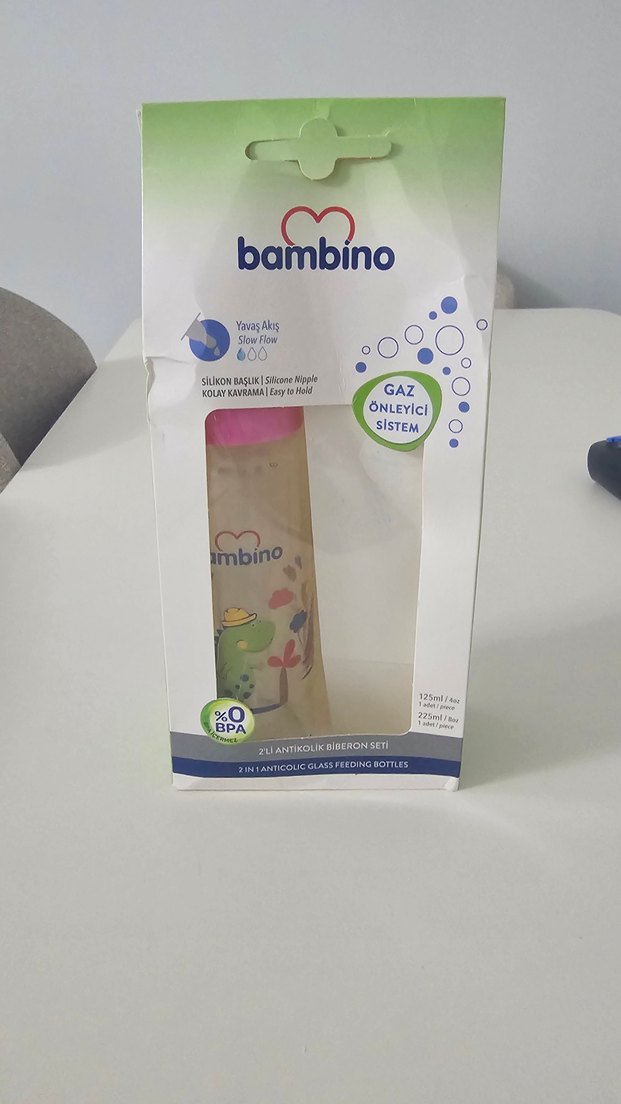 bambino
Yavaş Akış
Slow Flow
SİLİKON BAŞLIK | Silicone Nipple
KOLAY KAVRAMA | Easy to Hold
GAZ
ÖNLEYİCİ
SİSTEM
ambino
%0
BPA
İÇERMEZ
125ml / 4oz
1 adet / piece
225ml / 8oz
1 adet / piece
2'Lİ ANTİKOLİK BİBERON SETİ
2 IN 1 ANTICOLIC GLASS FEEDING BOTTLES